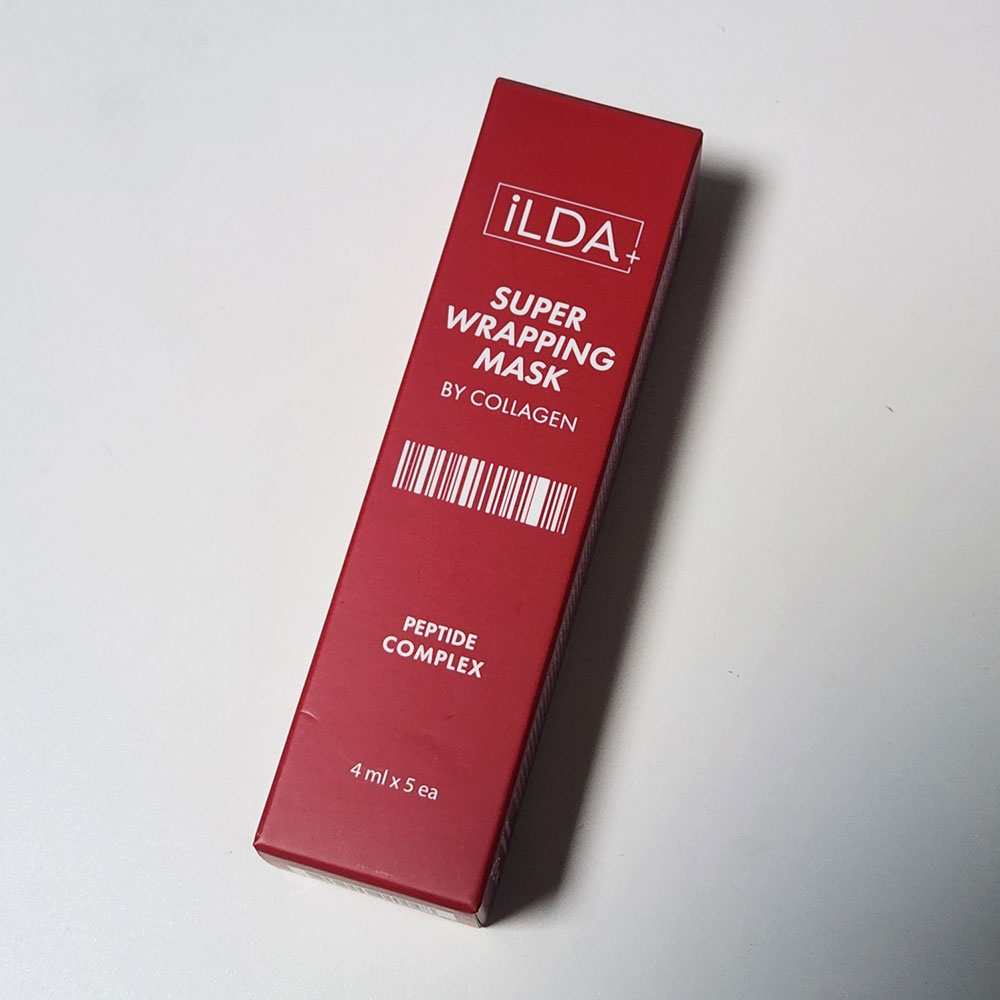 iLDA+
SUPER
WRAPPING
MASK
BY COLLAGEN
PEPTIDE
COMPLEX
4 ml x 5 ea